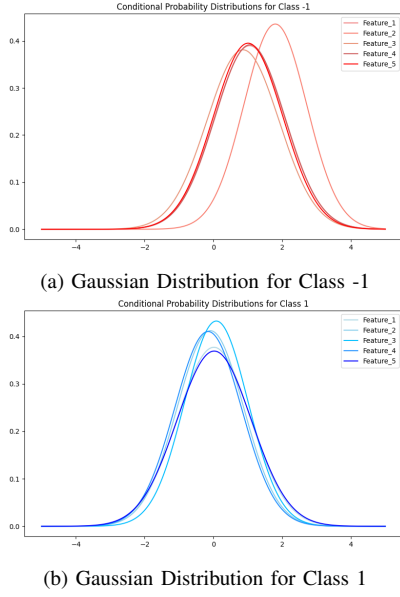 Conditional Probability Distributions for Class -1
0.4
0.3
0.2
0.1
0.0
-4
-2
0
2
4
Feature_1
Feature_2
Feature_3
Feature_4
Feature_5
(a) Gaussian Distribution for Class -1
Conditional Probability Distributions for Class 1
0.4
0.3
0.2
0.1
0.0
-4
-2
0
2
4
Feature_1
Feature_2
Feature_3
Feature_4
Feature_5
(b) Gaussian Distribution for Class 1